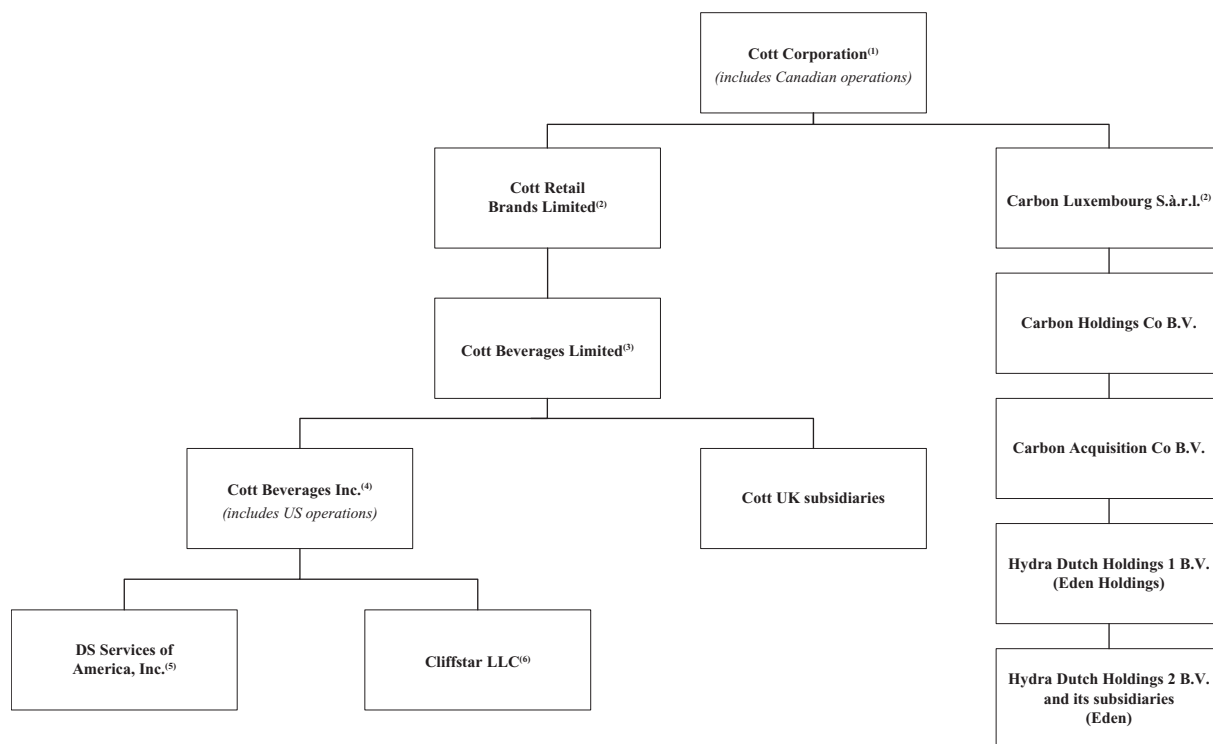 Cott Corporation(1)
(includes Canadian operations)
Cott Retail
Brands Limited(2)
Carbon Luxembourg S.à.r.l.(2)
Cott Beverages Limited(3)
Carbon Holdings Co B.V.
Carbon Acquisition Co B.V.
Cott Beverages Inc.(4)
(includes US operations)
Cott UK subsidiaries
Hydra Dutch Holdings 1 B.V.
(Eden Holdings)
DS Services of
America, Inc.(5)
Cliffstar LLC(6)
Hydra Dutch Holdings 2 B.V.
and its subsidiaries
(Eden)